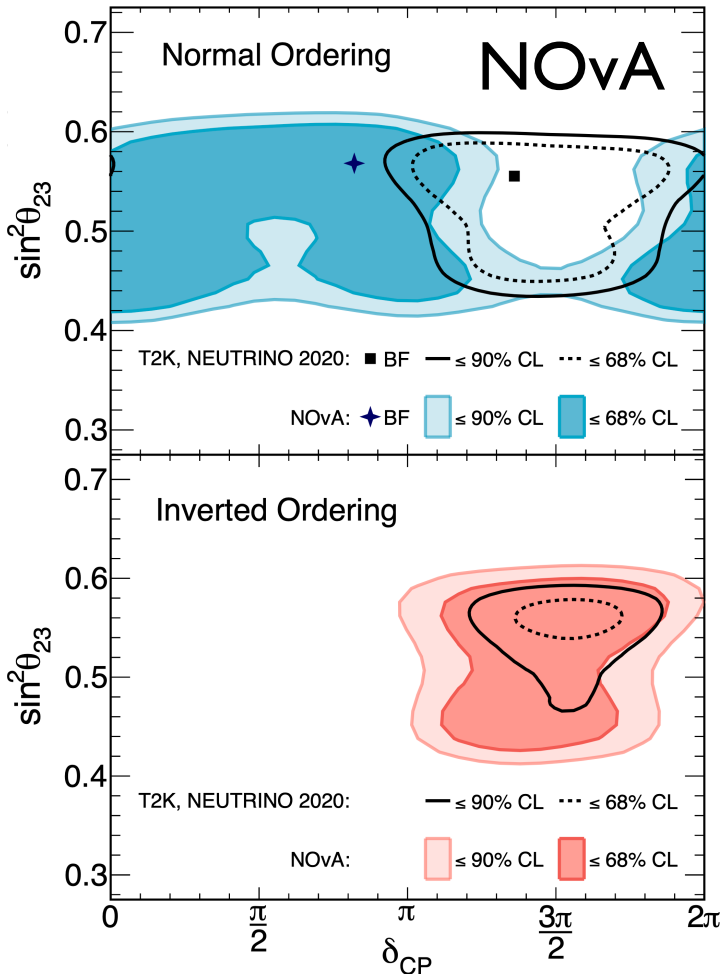 0.7
Normal Ordering
NOvA
0.6
0.5
sin²θ₂₃
0.4
T2K, NEUTRINO 2020: BF ≤ 90% CL ≤ 68% CL
NOvA: BF ≤ 90% CL ≤ 68% CL
0.3
0.7
Inverted Ordering
0.6
0.5
sin²θ₂₃
0.4
T2K, NEUTRINO 2020: ≤ 90% CL ≤ 68% CL
NOvA: ≤ 90% CL ≤ 68% CL
0.3
0 π/2 π 3π/2 2π
δCP